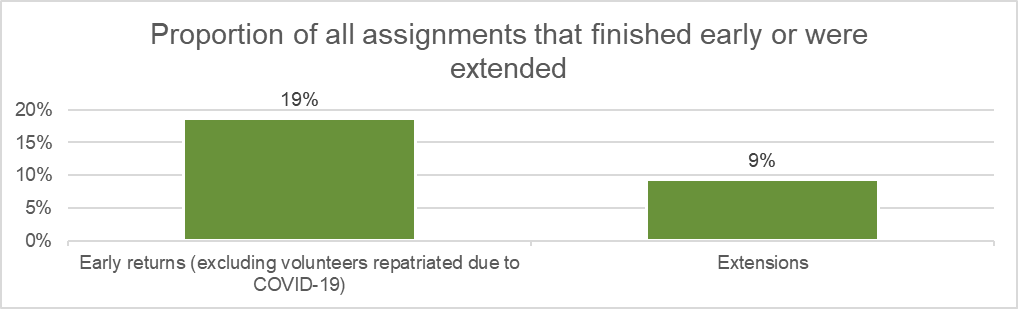 Proportion of all assignments that finished early or were
extended
19%
9%
20%
15%
10%
5%
0%
Early returns (excluding volunteers repatriated due to
COVID-19)
Extensions